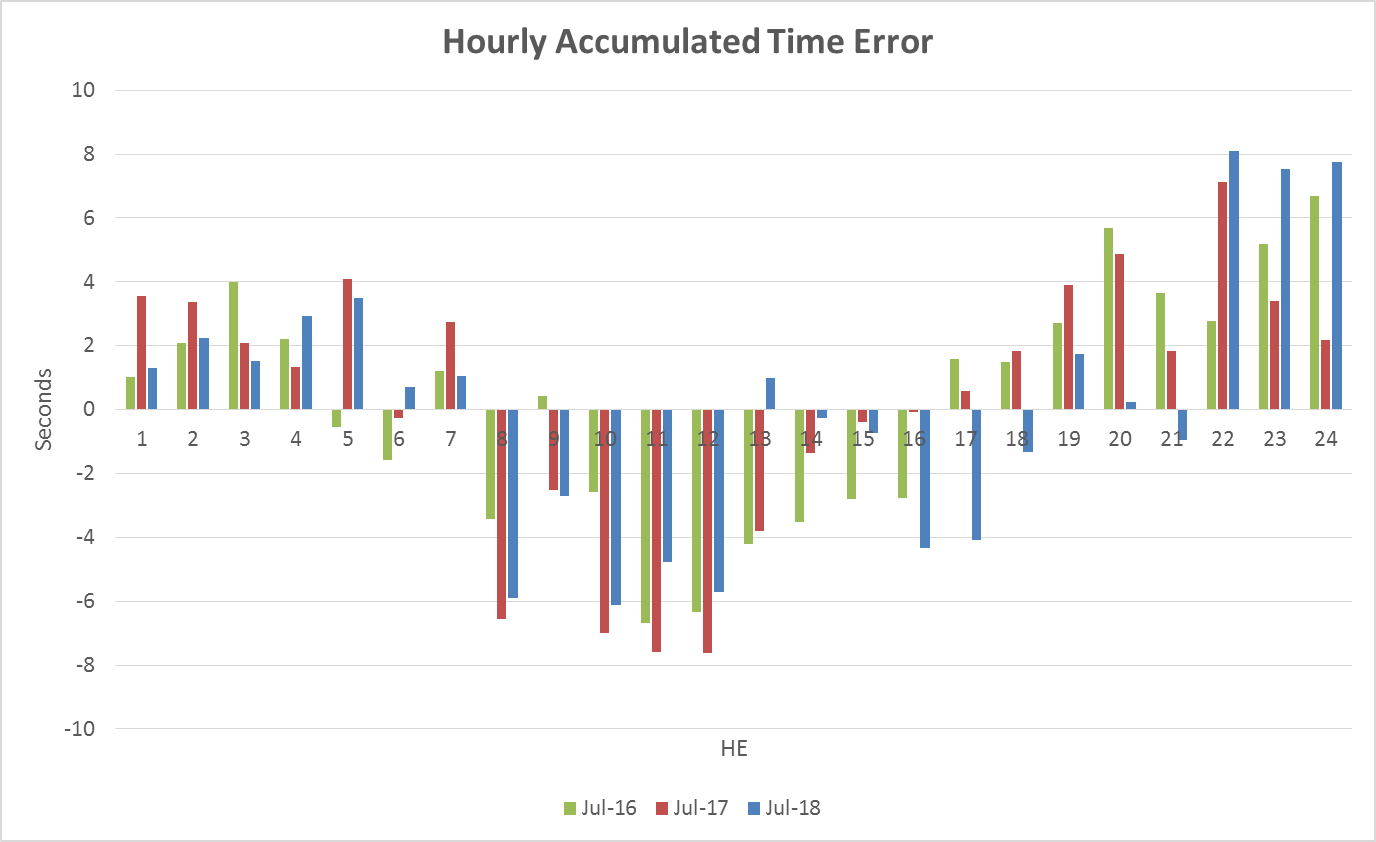 Hourly Accumulated Time Error
10
8
6
4
2
0
-2
-4
-6
-8
-10
Seconds
1 2 3 4 5 6 7 8 9 10 11 12 13 14 15 16 17 18 19 20 21 22 23 24
HE
Jul-16 Jul-17 Jul-18